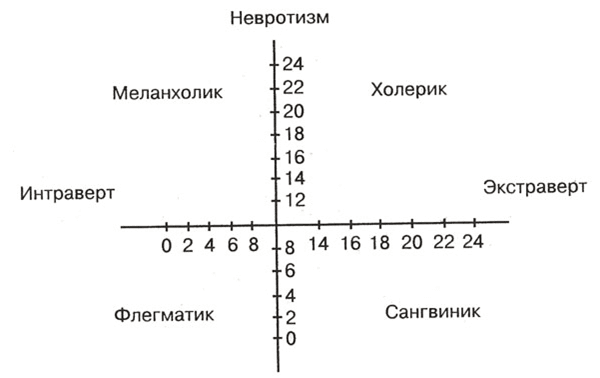 Невротизм
24
Меланхолик
22
Холерик
20
18
16
14
Интраверт
Экстраверт
12
0 2 4 6 8
8
14 16 18 20 22 24
6
4
Флегматик
2
Сангвиник
0